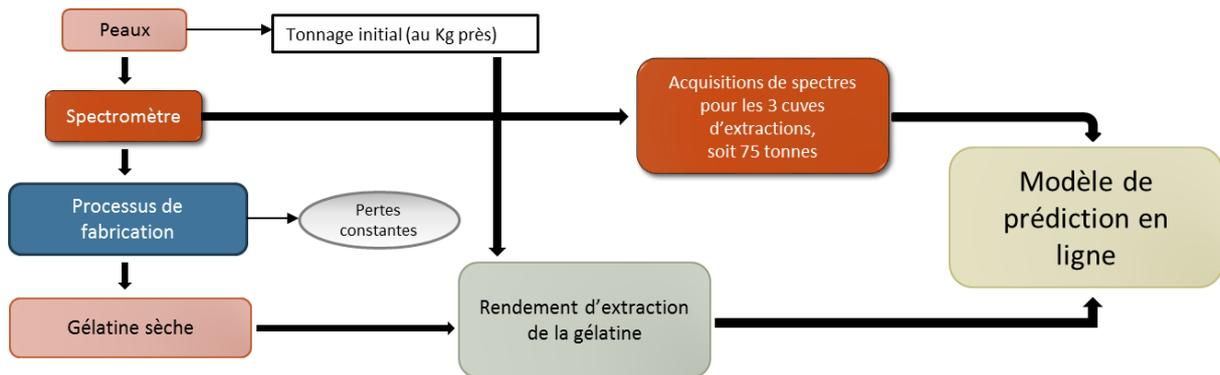 Peaux
Tonnage initial (au Kg près)
Spectromètre
Acquisitions de spectres
pour les 3 cuves
d'extractions,
soit 75 tonnes
Processus de
fabrication
Pertes
constantes
Modèle de
prédiction en
ligne
Gélatine sèche
Rendement d'extraction
de la gélatine